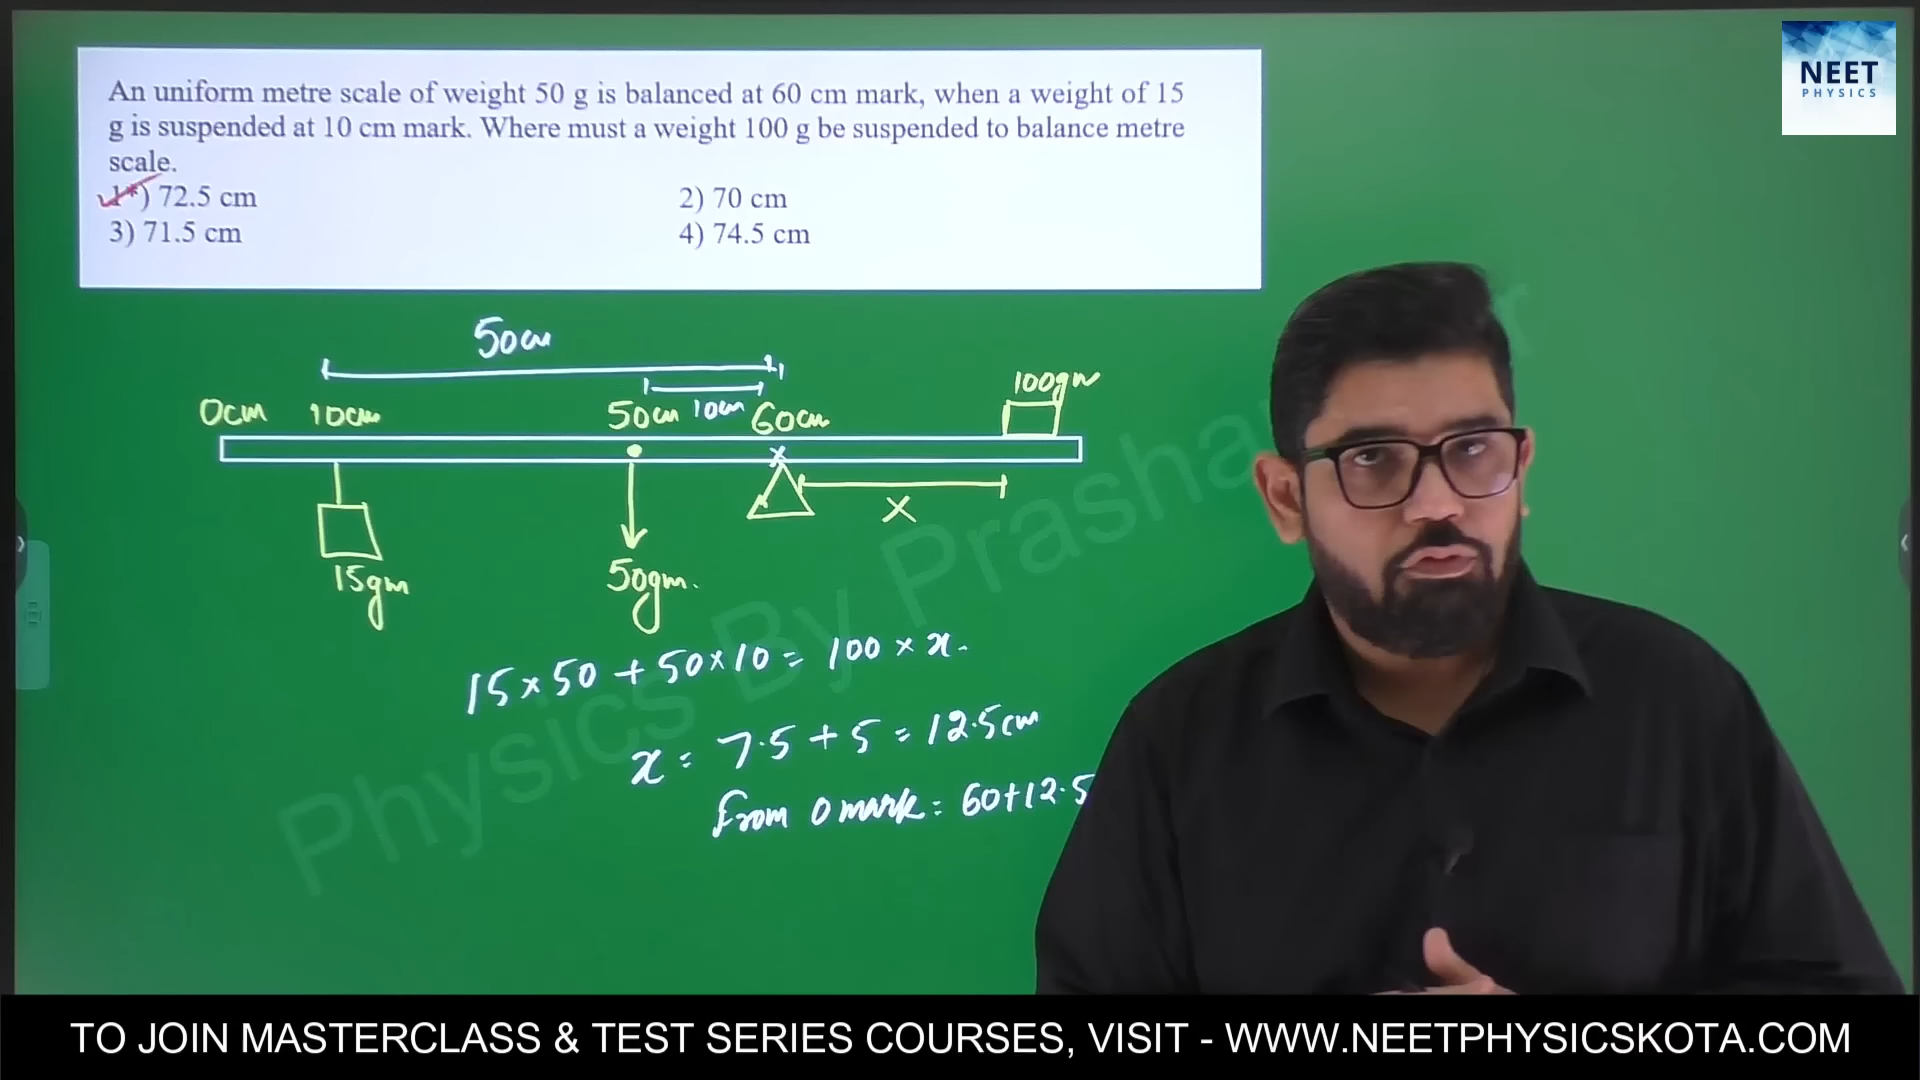 An uniform metre scale of weight 50 g is balanced at 60 cm mark, when a weight of 15
g is suspended at 10 cm mark. Where must a weight 100 g be suspended to balance metre
scale.
1*) 72.5 cm
2) 70 cm
3) 71.5 cm
4) 74.5 cm
NEET
PHYSICS
50cm
100gm
0cm 10cm 50cm 10cm 60cm
x
15gm
50gm.
15×50 + 50×10 = 100 × x.
x = 7.5 + 5 = 12.5cm
from 0 mark = 60+12.5
Physics By Prashar
TO JOIN MASTERCLASS & TEST SERIES COURSES, VISIT - WWW.NEETPHYSICSKOTA.COM